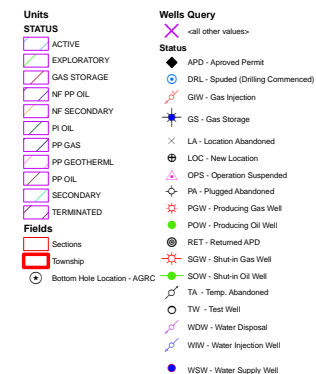 Units
STATUS
ACTIVE
EXPLORATORY
GAS STORAGE
NF PP OIL
NF SECONDARY
PI OIL
PP GAS
PP GEOTHERML
PP OIL
SECONDARY
TERMINATED
Fields
Sections
Township
Bottom Hole Location - AGRC
Wells Query
<all other values>
Status
APD - Aproved Permit
DRL - Spuded (Drilling Commenced)
GIW - Gas Injection
GS - Gas Storage
LA - Location Abandoned
LOC - New Location
OPS - Operation Suspended
PA - Plugged Abandoned
PGW - Producing Gas Well
POW - Producing Oil Well
RET - Returned APD
SGW - Shut-in Gas Well
SOW - Shut-in Oil Well
TA - Temp. Abandoned
TW - Test Well
WDW - Water Disposal
WIW - Water Injection Well
WSW - Water Supply Well